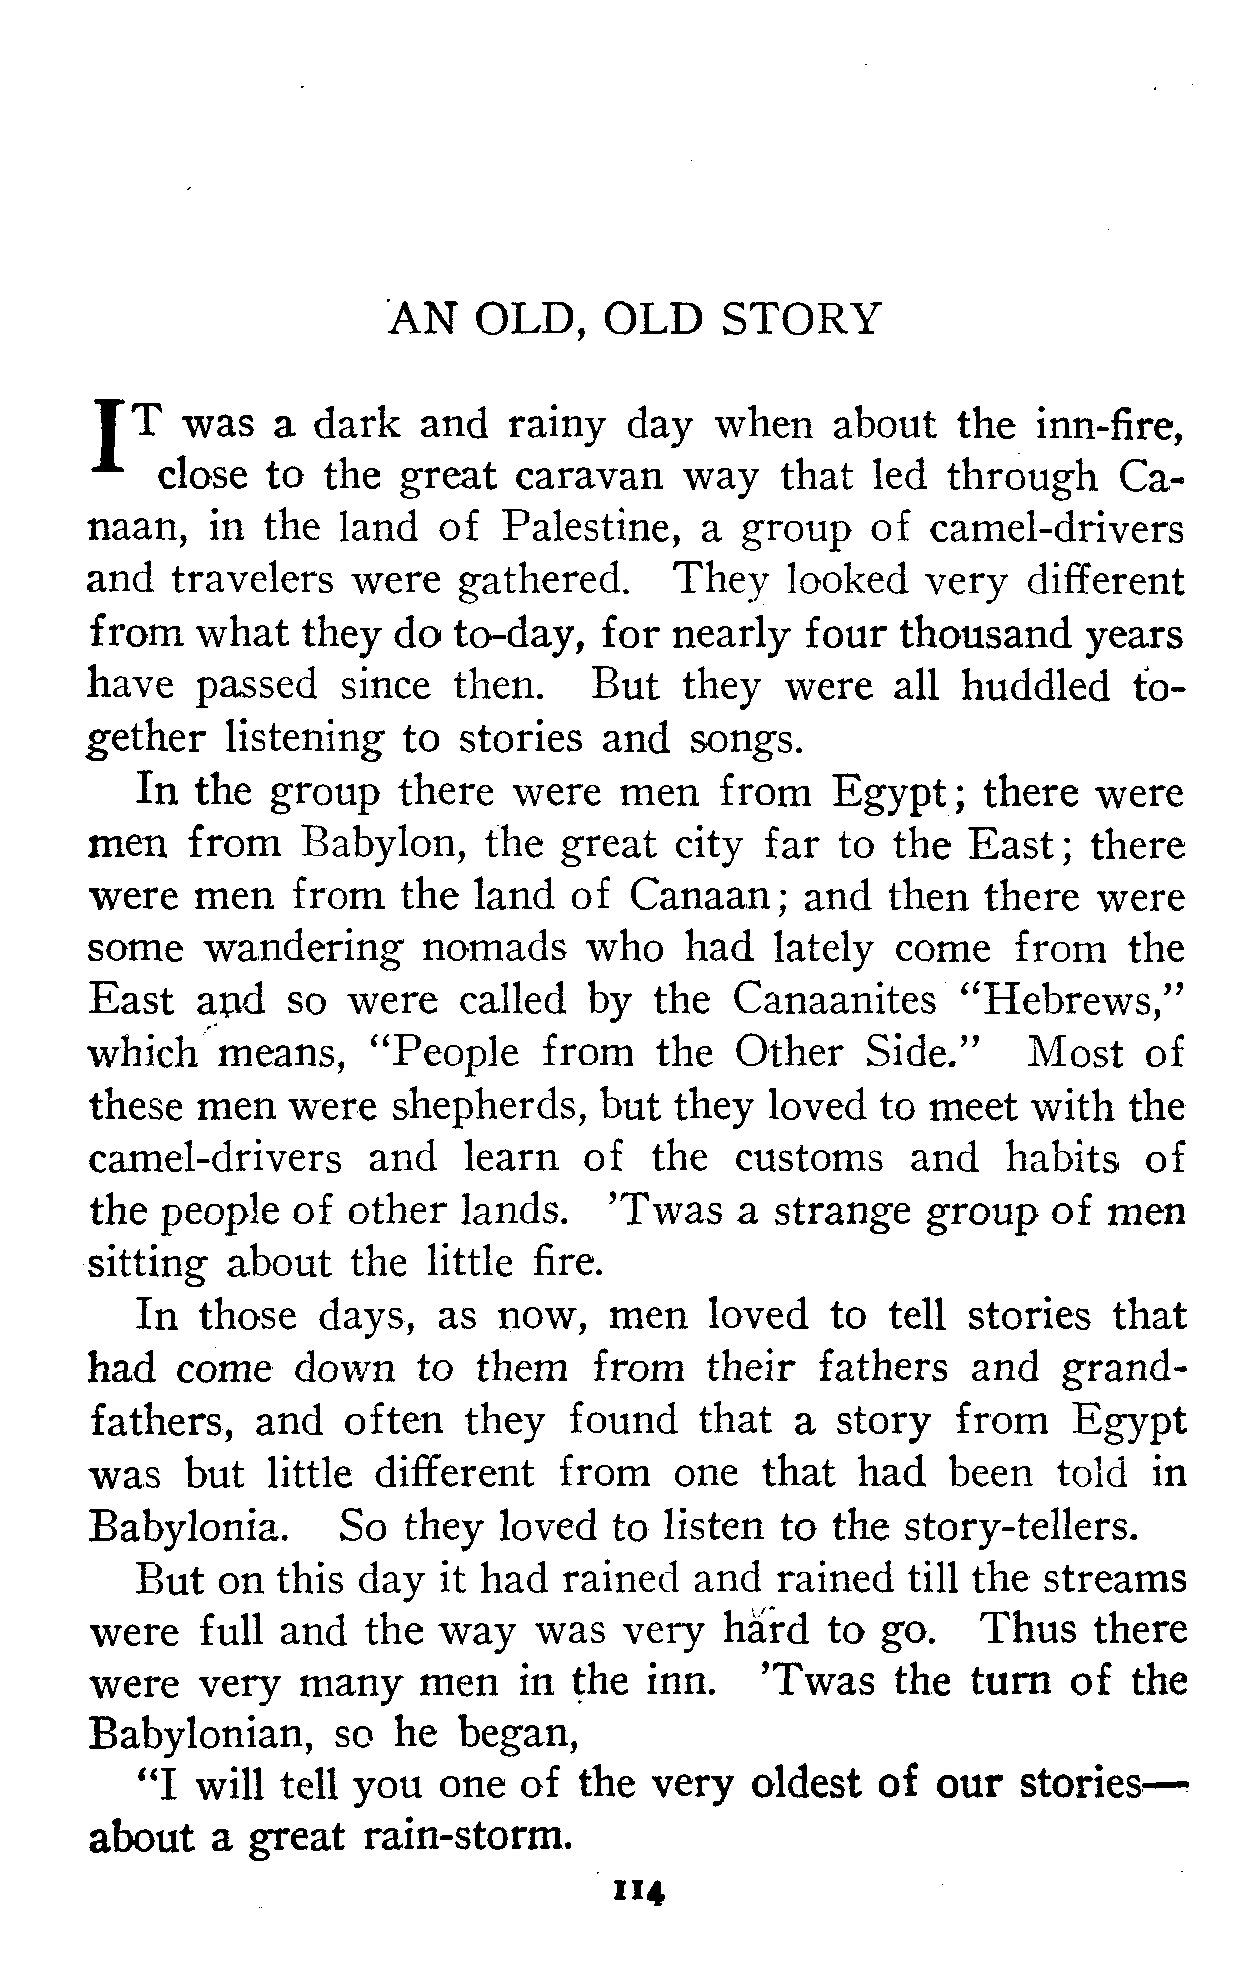 AN OLD, OLD STORY
IT was a dark and rainy day when about the inn-fire,
close to the great caravan way that led through Ca-
naan, in the land of Palestine, a group of camel-drivers
and travelers were gathered. They looked very different
from what they do to-day, for nearly four thousand years
have passed since then. But they were all huddled to-
gether listening to stories and songs.
In the group there were men from Egypt; there were
men from Babylon, the great city far to the East; there
were men from the land of Canaan; and then there were
some wandering nomads who had lately come from the
East and so were called by the Canaanites "Hebrews,"
which means, "People from the Other Side." Most of
these men were shepherds, but they loved to meet with the
camel-drivers and learn of the customs and habits of
the people of other lands. 'Twas a strange group of men
sitting about the little fire.
In those days, as now, men loved to tell stories that
had come down to them from their fathers and grand-
fathers, and often they found that a story from Egypt
was but little different from one that had been told in
Babylonia. So they loved to listen to the story-tellers.
But on this day it had rained and rained till the streams
were full and the way was very hard to go. Thus there
were very many men in the inn. 'Twas the turn of the
Babylonian, so he began,
"I will tell you one of the very oldest of our stories—
about a great rain-storm.
114